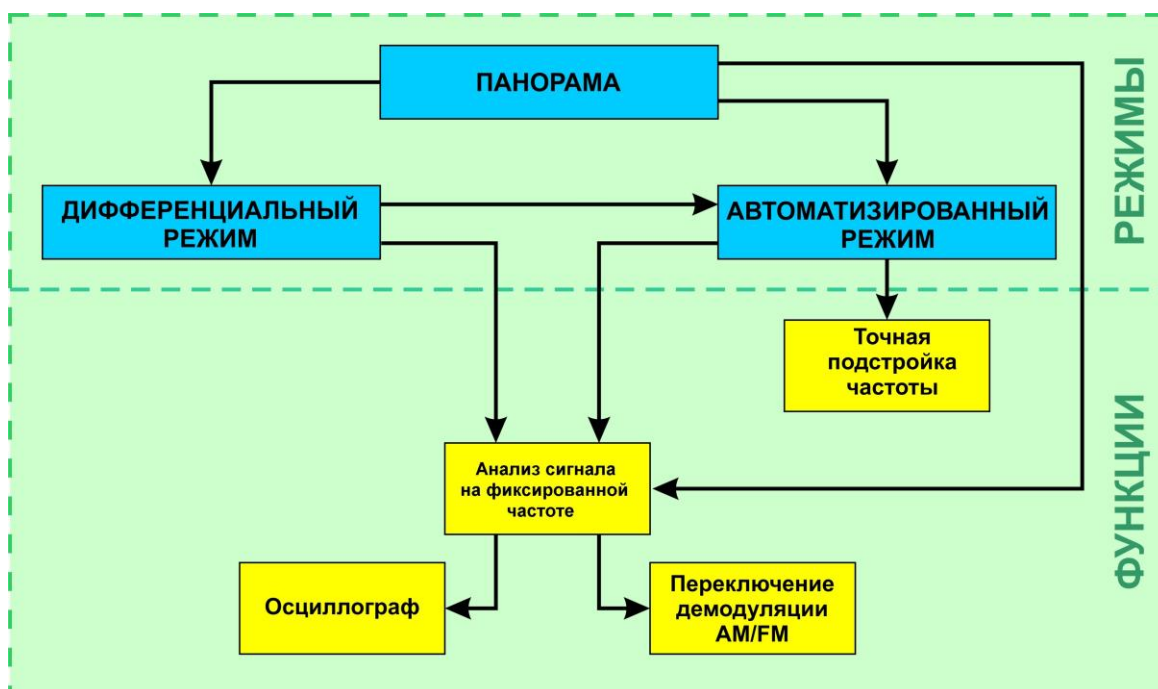 ПАНОРАМА
РЕЖИМЫ
ДИФФЕРЕНЦИАЛЬНЫЙ
РЕЖИМ
АВТОМАТИЗИРОВАННЫЙ
РЕЖИМ
Точная
подстройка
частоты
ФУНКЦИИ
Анализ сигнала
на фиксированной
частоте
Осциллограф
Переключение
демодуляции
AM/FM